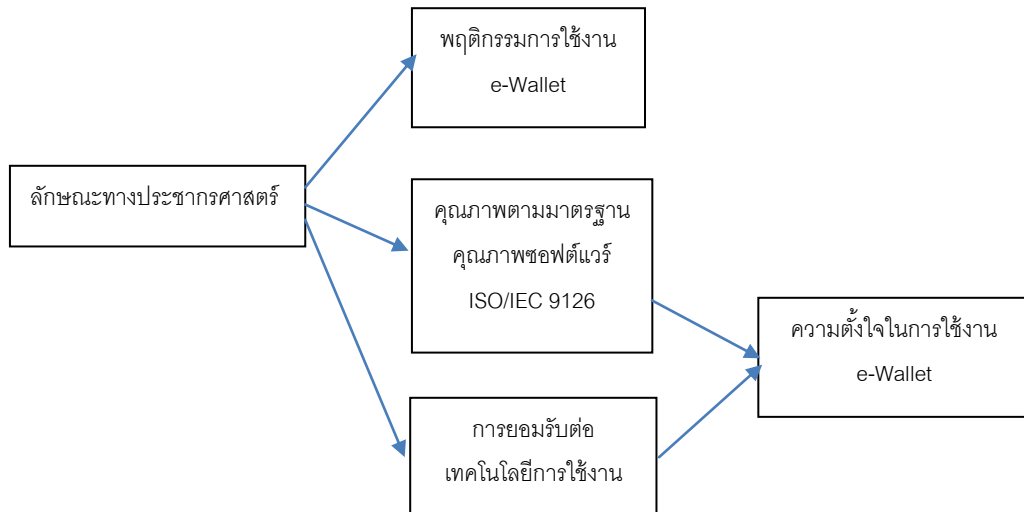 พฤติกรรมการใช้งาน
e-Wallet
ลักษณะทางประชากรศาสตร์
คุณภาพตามมาตรฐาน
คุณภาพซอฟต์แวร์
ISO/IEC 9126
ความตั้งใจในการใช้งาน
e-Wallet
การยอมรับต่อ
เทคโนโลยีการใช้งาน